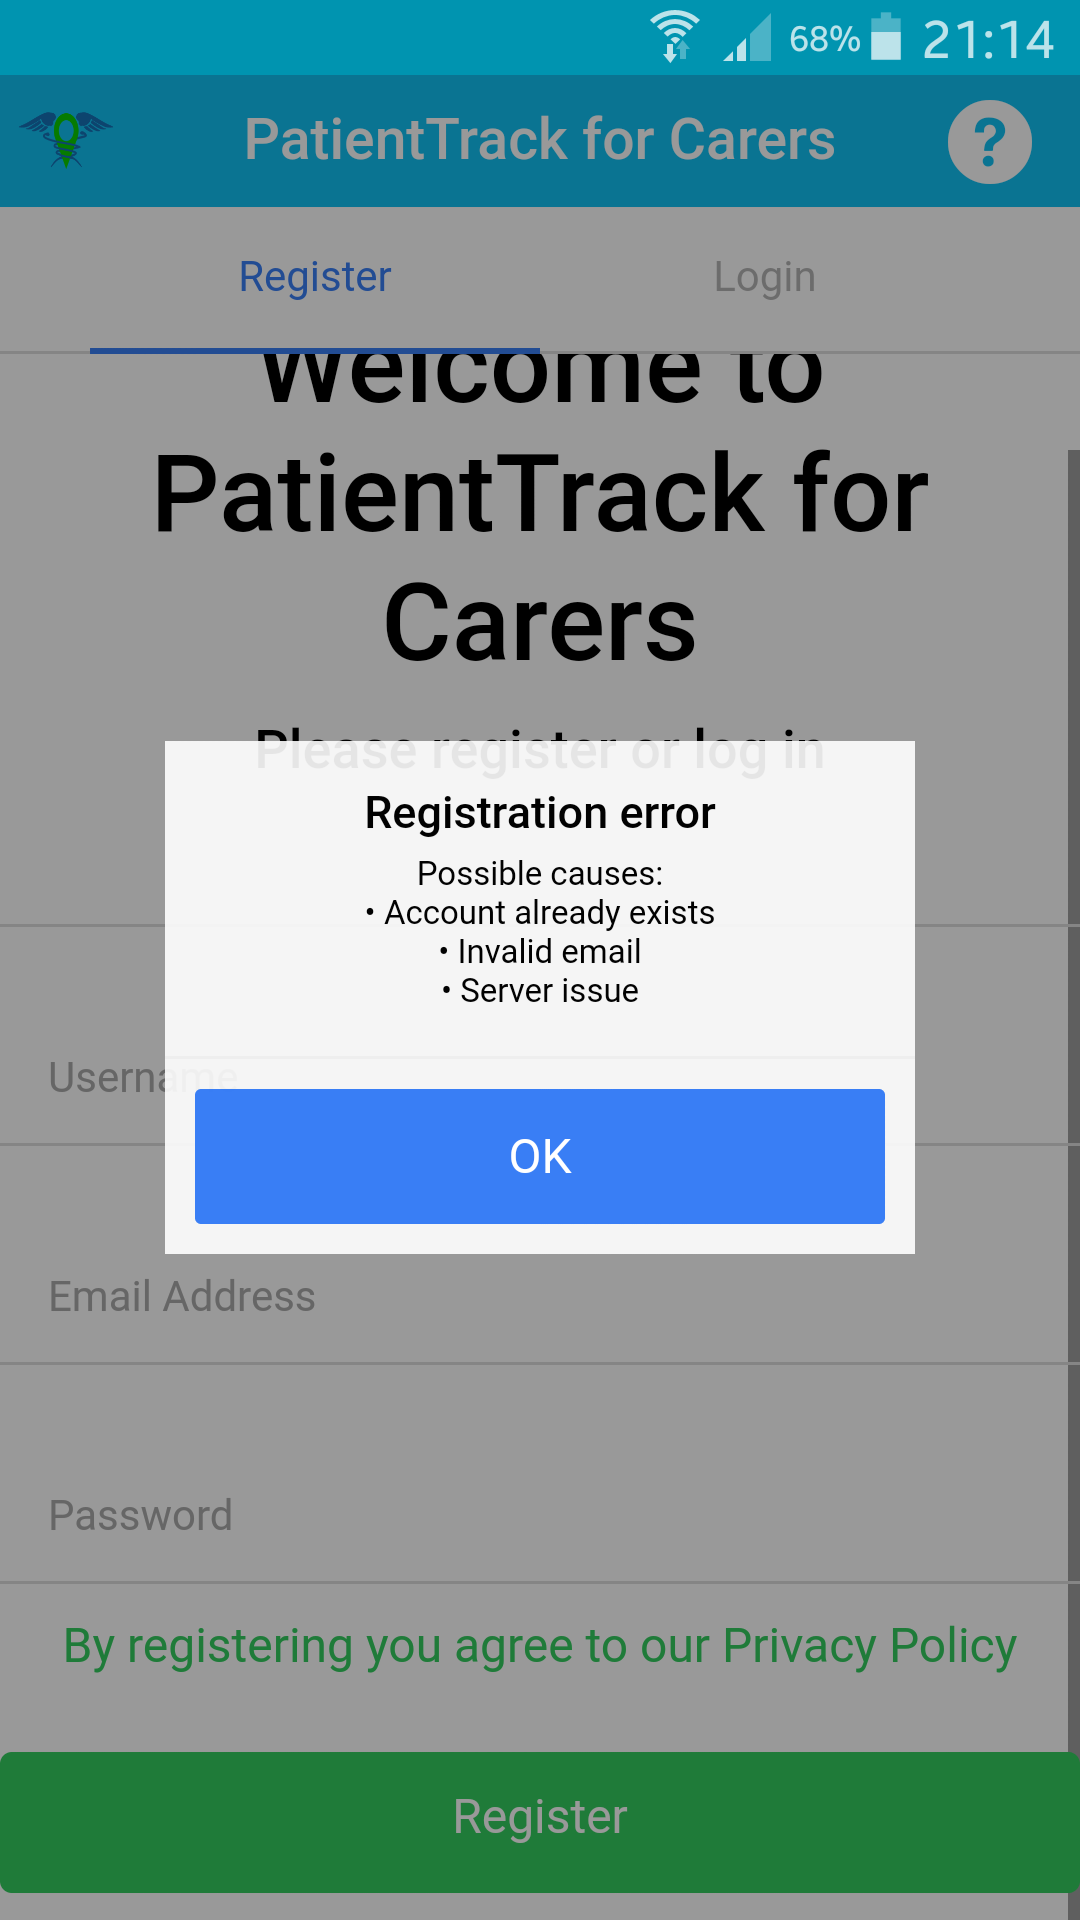 68% 21:14
PatientTrack for Carers
?
Register Login
Welcome to
PatientTrack for
Carers
Please register or log in
Registration error
Possible causes:
• Account already exists
• Invalid email
• Server issue
Username
OK
Email Address
Password
By registering you agree to our Privacy Policy
Register